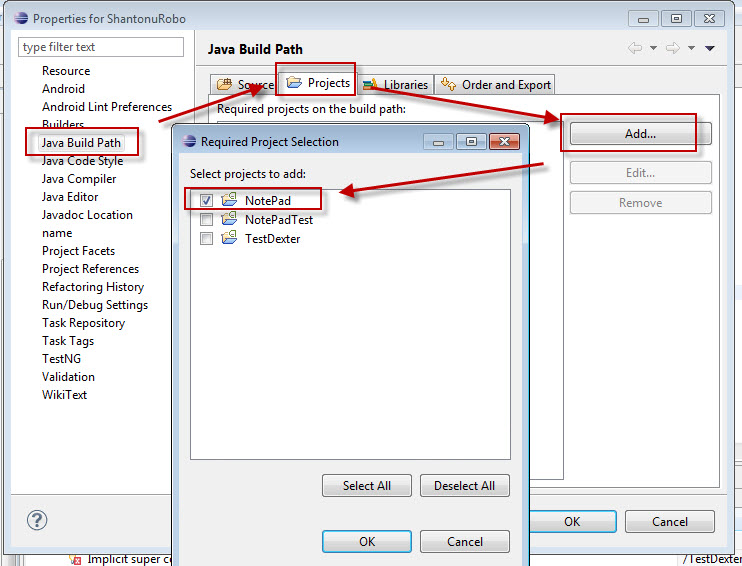 Properties for ShantonuRobo
type filter text
Java Build Path
Resource
Android
Android Lint Preferences
Builders
Java Build Path
Java Code Style
Java Compiler
Java Editor
Javadoc Location
name
Project Facets
Project References
Refactoring History
Run/Debug Settings
Task Repository
Task Tags
TestNG
Validation
WikiText
Source
Projects
Libraries
Order and Export
Required projects on the build path:
Add...
Edit...
Remove
Required Project Selection
Select projects to add:
NotePad
NotePadTest
TestDexter
Select All
Deselect All
OK
Cancel
OK
Cancel
Implicit super co
/TestDexter